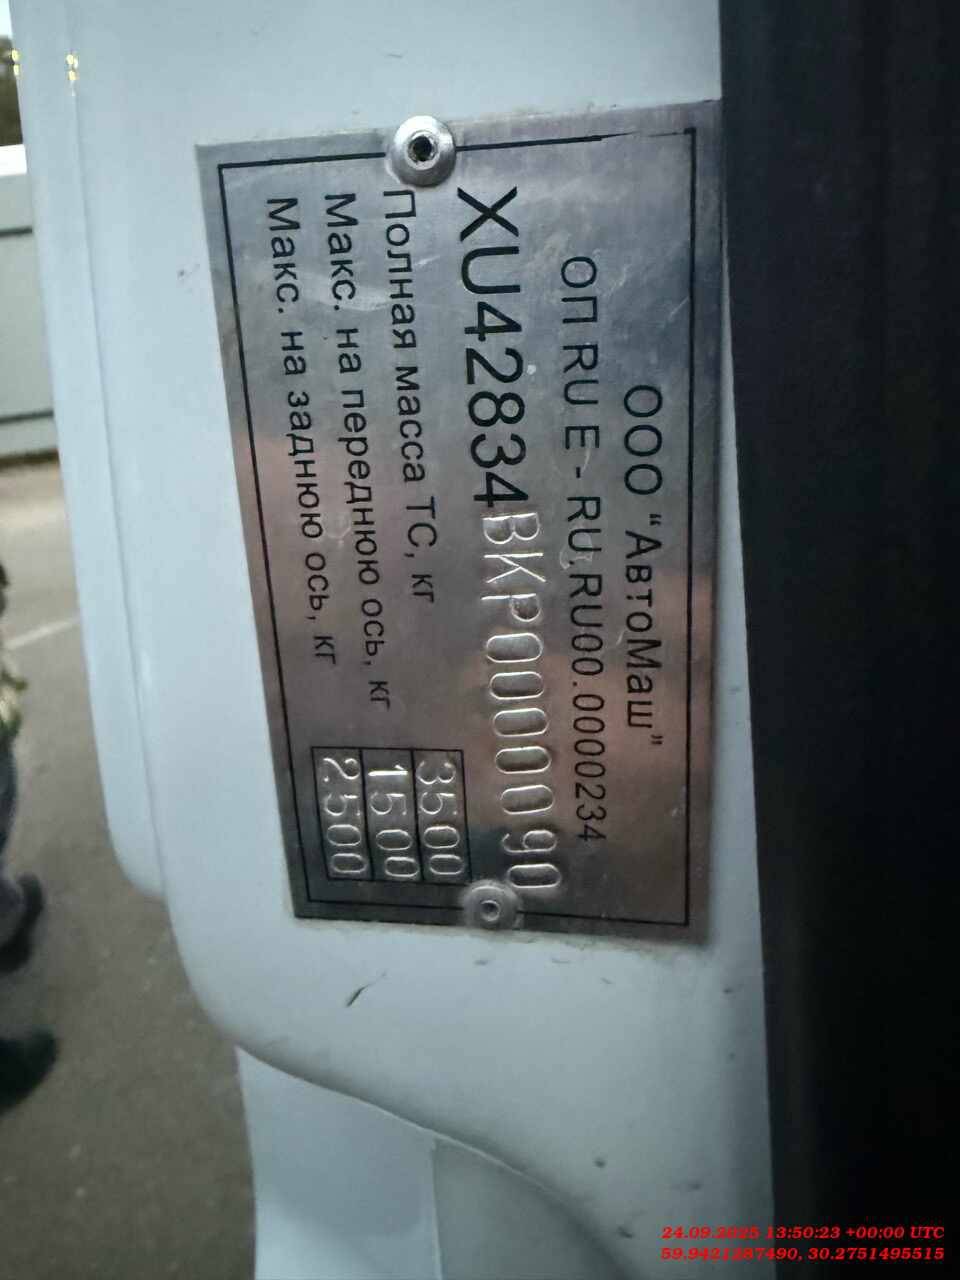 ООО "АвтоМаш"
ОП RU E - RU.RU00.0000234
XU42834BKP0000090
Полная масса ТС, кг 3500
Макс. на переднюю ось, кг 1500
Макс. на заднюю ось, кг 2500
24.09.2025 13:50:23 +00:00 UTC
59.9421287490, 30.2751495515